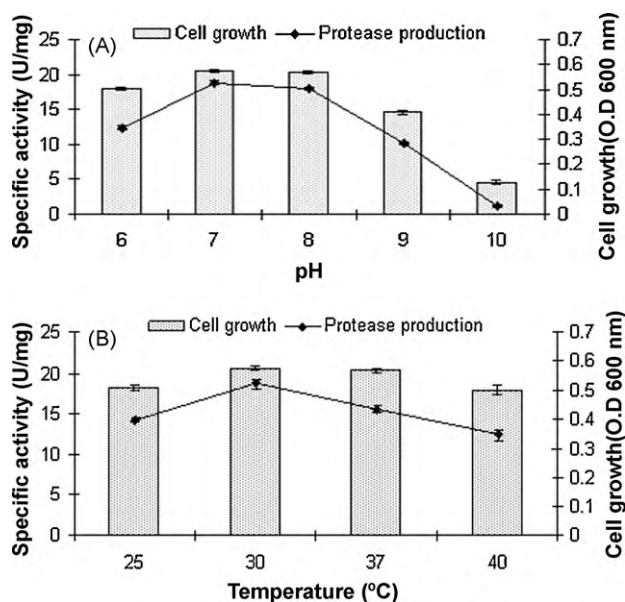 (A)
Cell growth Protease production
Specific activity (U/mg)
25
20
15
10
5
0
0.7
0.6
0.5
0.4
0.3
0.2
0.1
0
Cell growth(O.D 600 nm)
6 7 8 9 10
pH
(B)
Cell growth Protease production
Specific activity (U/mg)
25
20
15
10
5
0
0.7
0.6
0.5
0.4
0.3
0.2
0.1
0
Cell growth(O.D 600 nm)
25 30 37 40
Temperature (ºC)